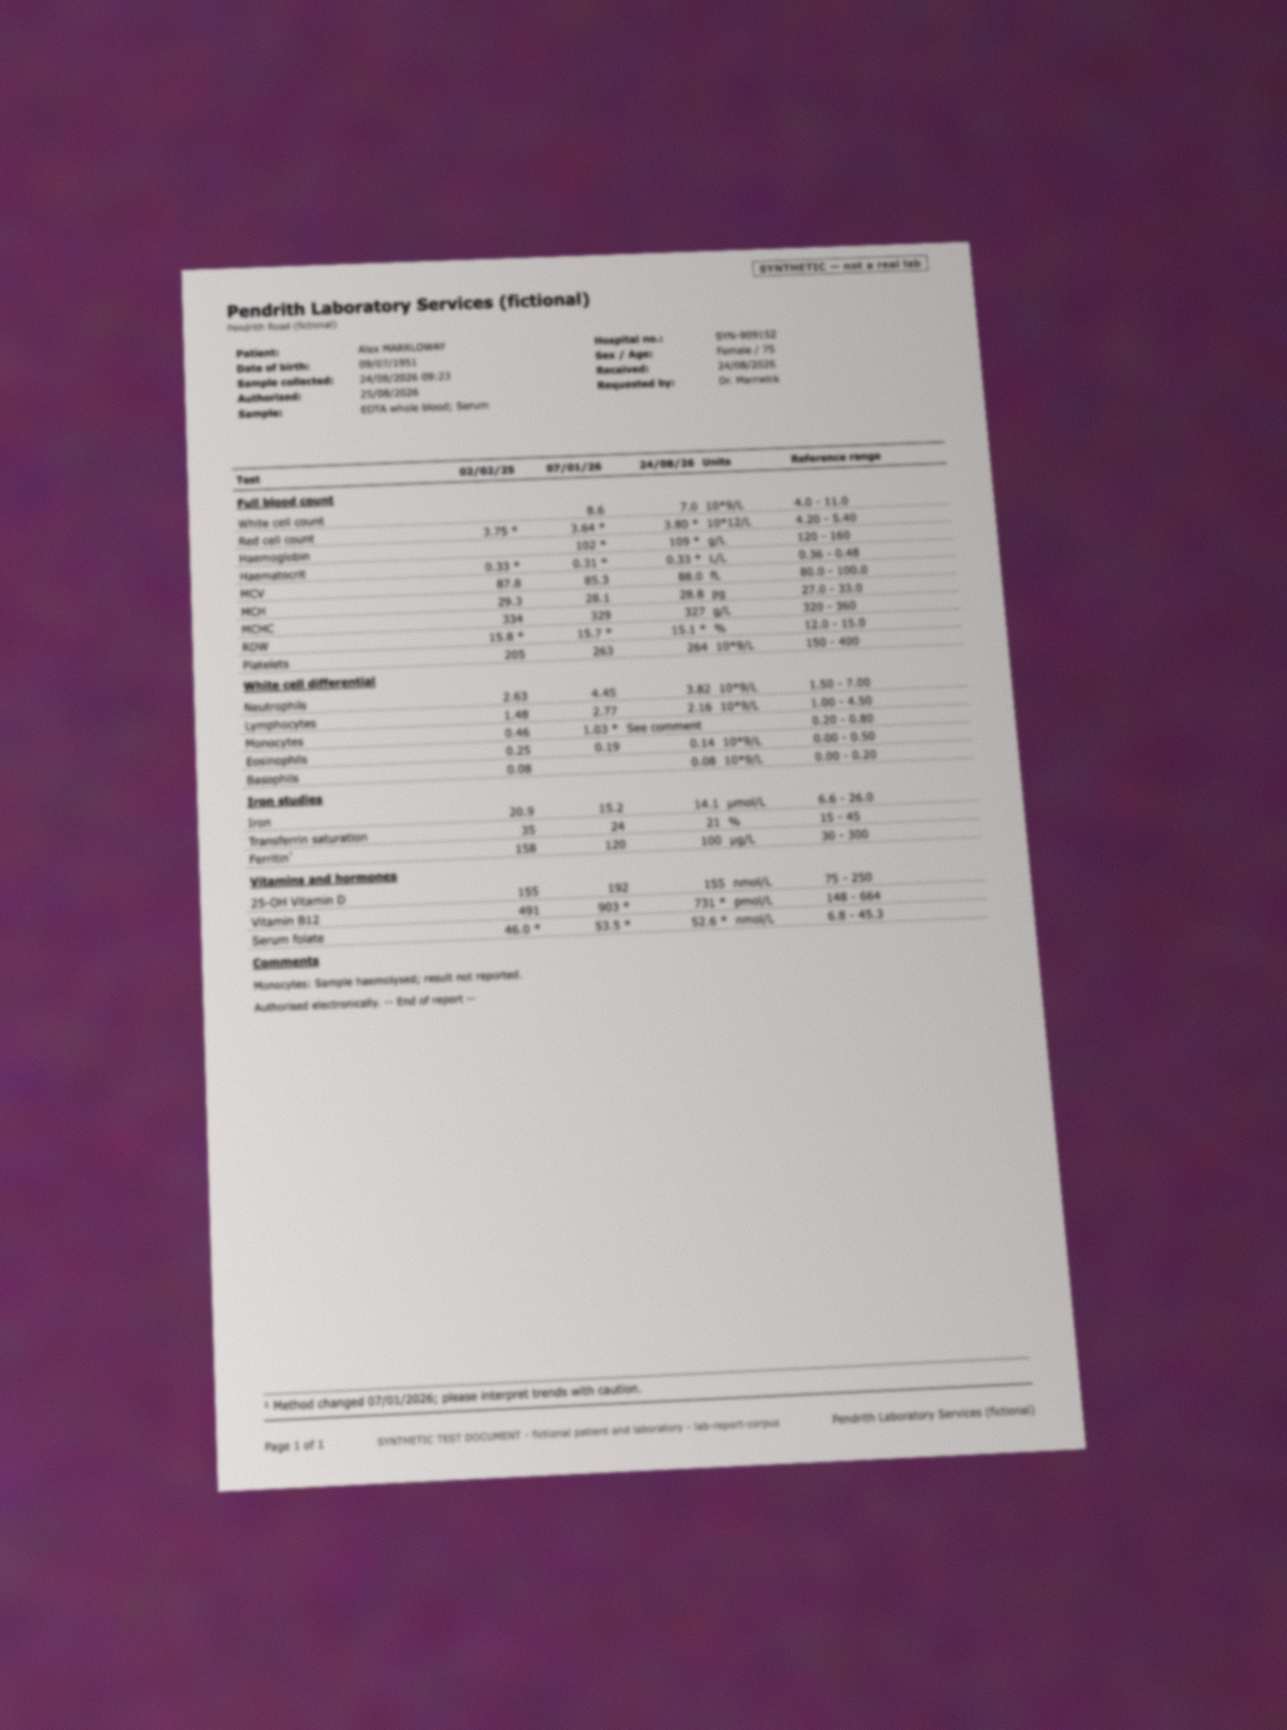 SYNTHETIC — not a real lab
Pendrith Laboratory Services (fictional)
Pendrith Road (fictional)
Patient: Alex MARRLOWAY Hospital no.: SYN-909152
Date of birth: 09/07/1951 Sex / Age: Female / 75
Sample collected: 24/08/2026 09:23 Received: 24/08/2026
Authorised: 25/08/2026 Requested by: Dr.
Sample: EDTA whole blood; Serum
Test 02/02/25 07/01/26 24/08/26 Units Reference range
Full blood count
White cell count 8.6 7.0 10*9/L 4.0 - 11.0
Red cell count 3.75 * 3.64 * 3.80 * 10*12/L 4.20 - 5.40
Haemoglobin 102 * 109 * g/L 120 - 160
Haematocrit 0.33 * 0.31 * 0.33 * L/L 0.36 - 0.48
MCV 87.8 85.3 88.0 fL 80.0 - 100.0
MCH 29.3 28.1 28.8 pg 27.0 - 33.0
MCHC 334 329 327 g/L 320 - 360
RDW 15.8 * 15.7 * 15.1 * % 12.0 - 15.0
Platelets 205 263 264 10*9/L 150 - 400
White cell differential
Neutrophils 2.63 4.45 3.82 10*9/L 1.50 - 7.00
Lymphocytes 1.48 2.77 2.16 10*9/L 1.00 - 4.50
Monocytes 0.46 1.03 * See comment 0.20 - 0.80
Eosinophils 0.25 0.19 0.14 10*9/L 0.00 - 0.50
Basophils 0.08 0.08 10*9/L 0.00 - 0.20
Iron studies
Iron 20.9 15.2 14.1 µmol/L 6.6 - 26.0
Transferrin saturation 35 24 21 % 15 - 45
Ferritin 158 120 100 µg/L 30 - 300
Vitamins and hormones
25-OH Vitamin D 155 192 155 nmol/L 75 - 250
Vitamin B12 491 903 * 731 * pmol/L 148 - 664
Serum folate 46.0 * 53.5 * 52.6 * nmol/L 6.8 - 45.3
Comments
Monocytes: Sample haemolysed; result not reported.
Authorised electronically. -- End of report --
¹ Method changed 07/01/2026; please interpret trends with caution.
Page 1 of 1 SYNTHETIC TEST DOCUMENT - fictional patient and laboratory - lab-report-corpus Pendrith Laboratory Services (fictional)